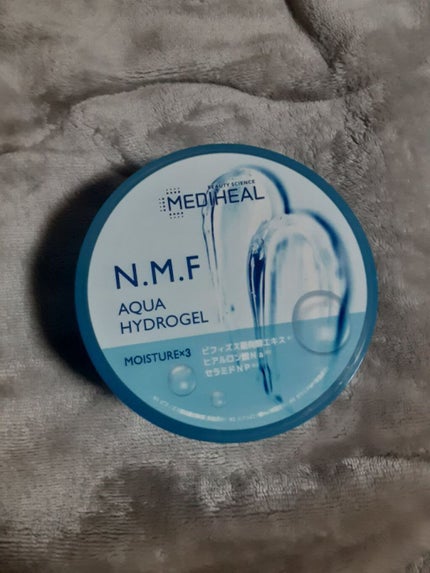 BEAUTY SCIENCE
MEDIHEAL
N.M.F
AQUA
HYDROGEL
MOISTURE×3
ビフィズス菌発酵エキス
ヒアルロン酸Na
セラミドNP